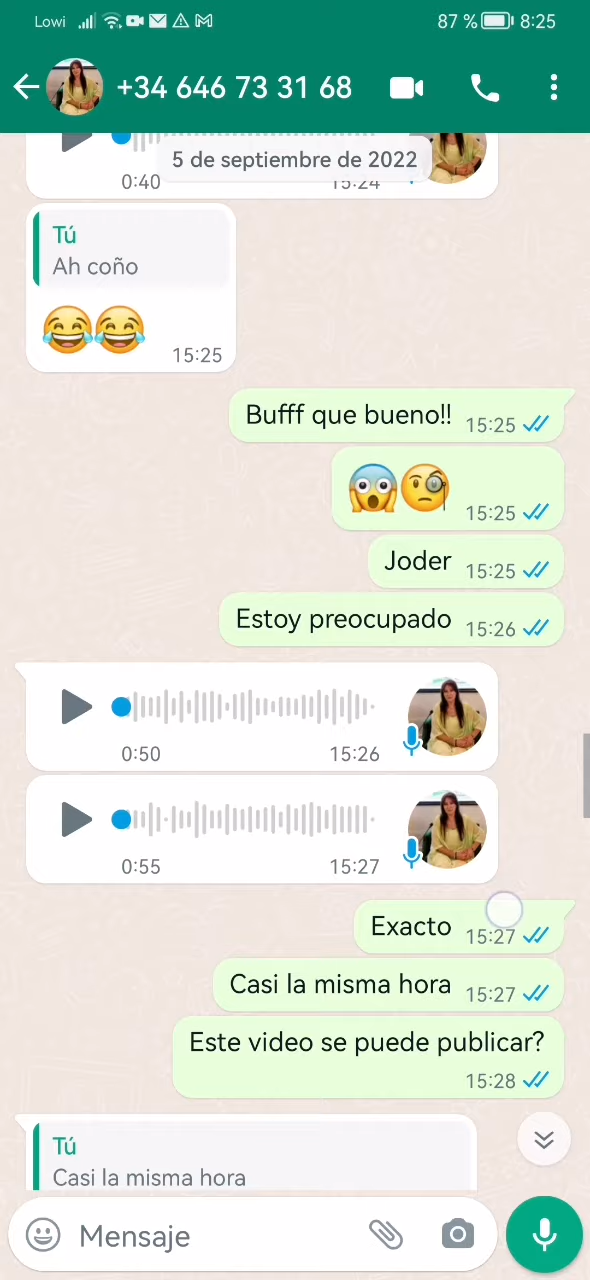 Lowi 87 % 8:25
+34 646 73 31 68
5 de septiembre de 2022
0:40 15:24
Tú
Ah coño
15:25
Bufff que bueno!! 15:25
15:25
Joder 15:25
Estoy preocupado 15:26
0:50 15:26
0:55 15:27
Exacto 15:27
Casi la misma hora 15:27
Este video se puede publicar?
15:28
Tú
Casi la misma hora
Mensaje